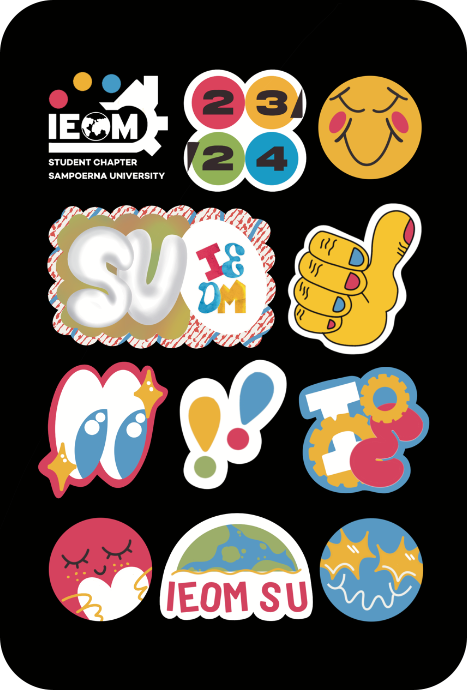 IEOM
STUDENT CHAPTER
SAMPOERNA UNIVERSITY
23/
'24
SU
IE
OM
!!
IEOM SU